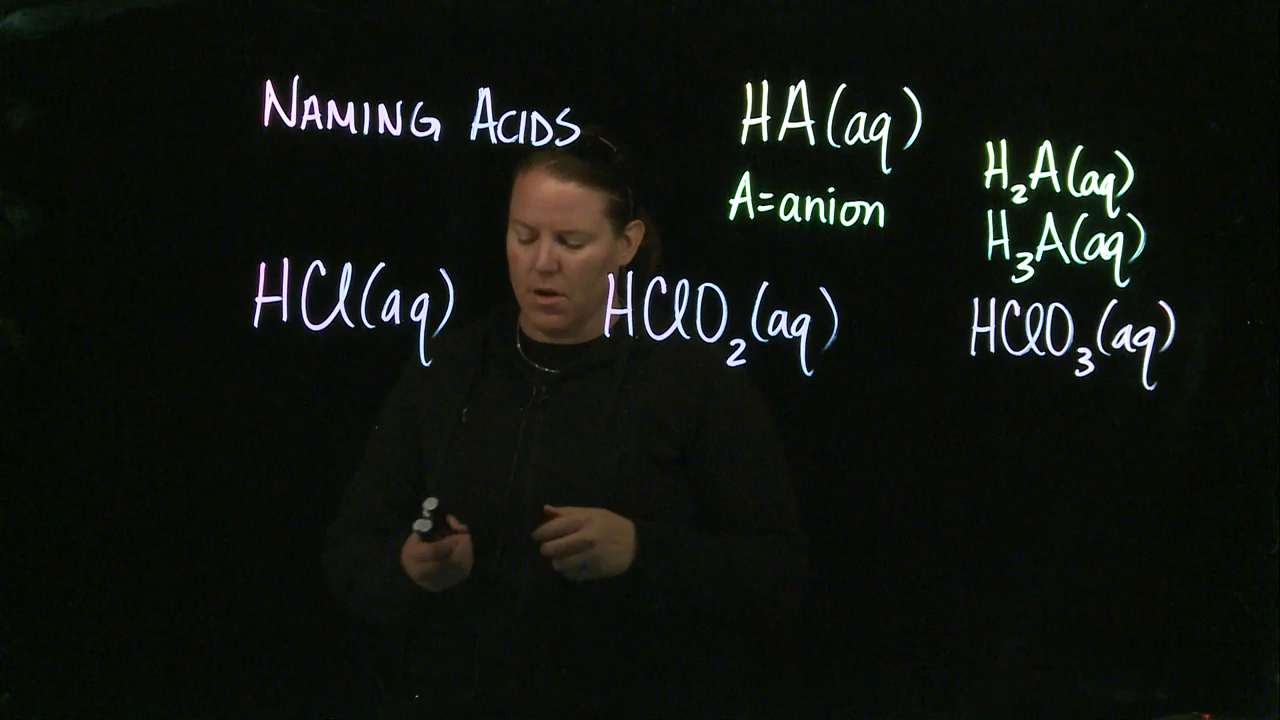 NAMING ACIDS
HA(aq)
A=anion
H₂A(aq)
H₃A(aq)
HCl(aq)
HClO₂(aq)
HClO₃(aq)